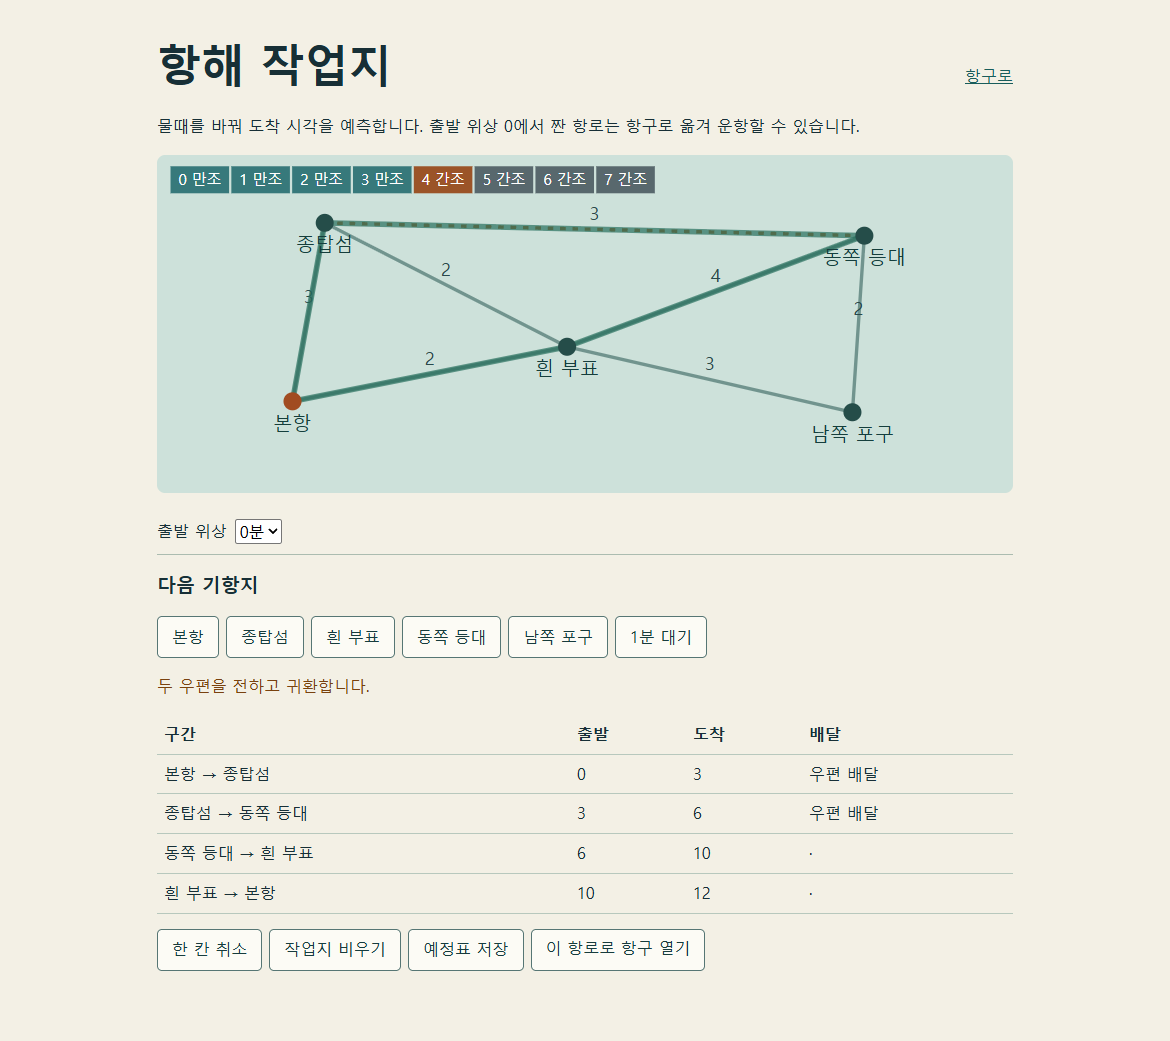 항해 작업지
항구로
물때를 바꿔 도착 시각을 예측합니다. 출발 위상 0에서 짠 항로는 항구로 옮겨 운항할 수 있습니다.
0 만조 1 만조 2 만조 3 만조 4 간조 5 간조 6 간조 7 간조
3
종탑섬
동쪽 등대
2
4
3
2
2
3
흰 부표
본항
남쪽 포구
출발 위상 0분
다음 기항지
본항 종탑섬 흰 부표 동쪽 등대 남쪽 포구 1분 대기
두 우편을 전하고 귀환합니다.
구간 출발 도착 배달
본항 → 종탑섬 0 3 우편 배달
종탑섬 → 동쪽 등대 3 6 우편 배달
동쪽 등대 → 흰 부표 6 10 ·
흰 부표 → 본항 10 12 ·
한 칸 취소 작업지 비우기 예정표 저장 이 항로로 항구 열기